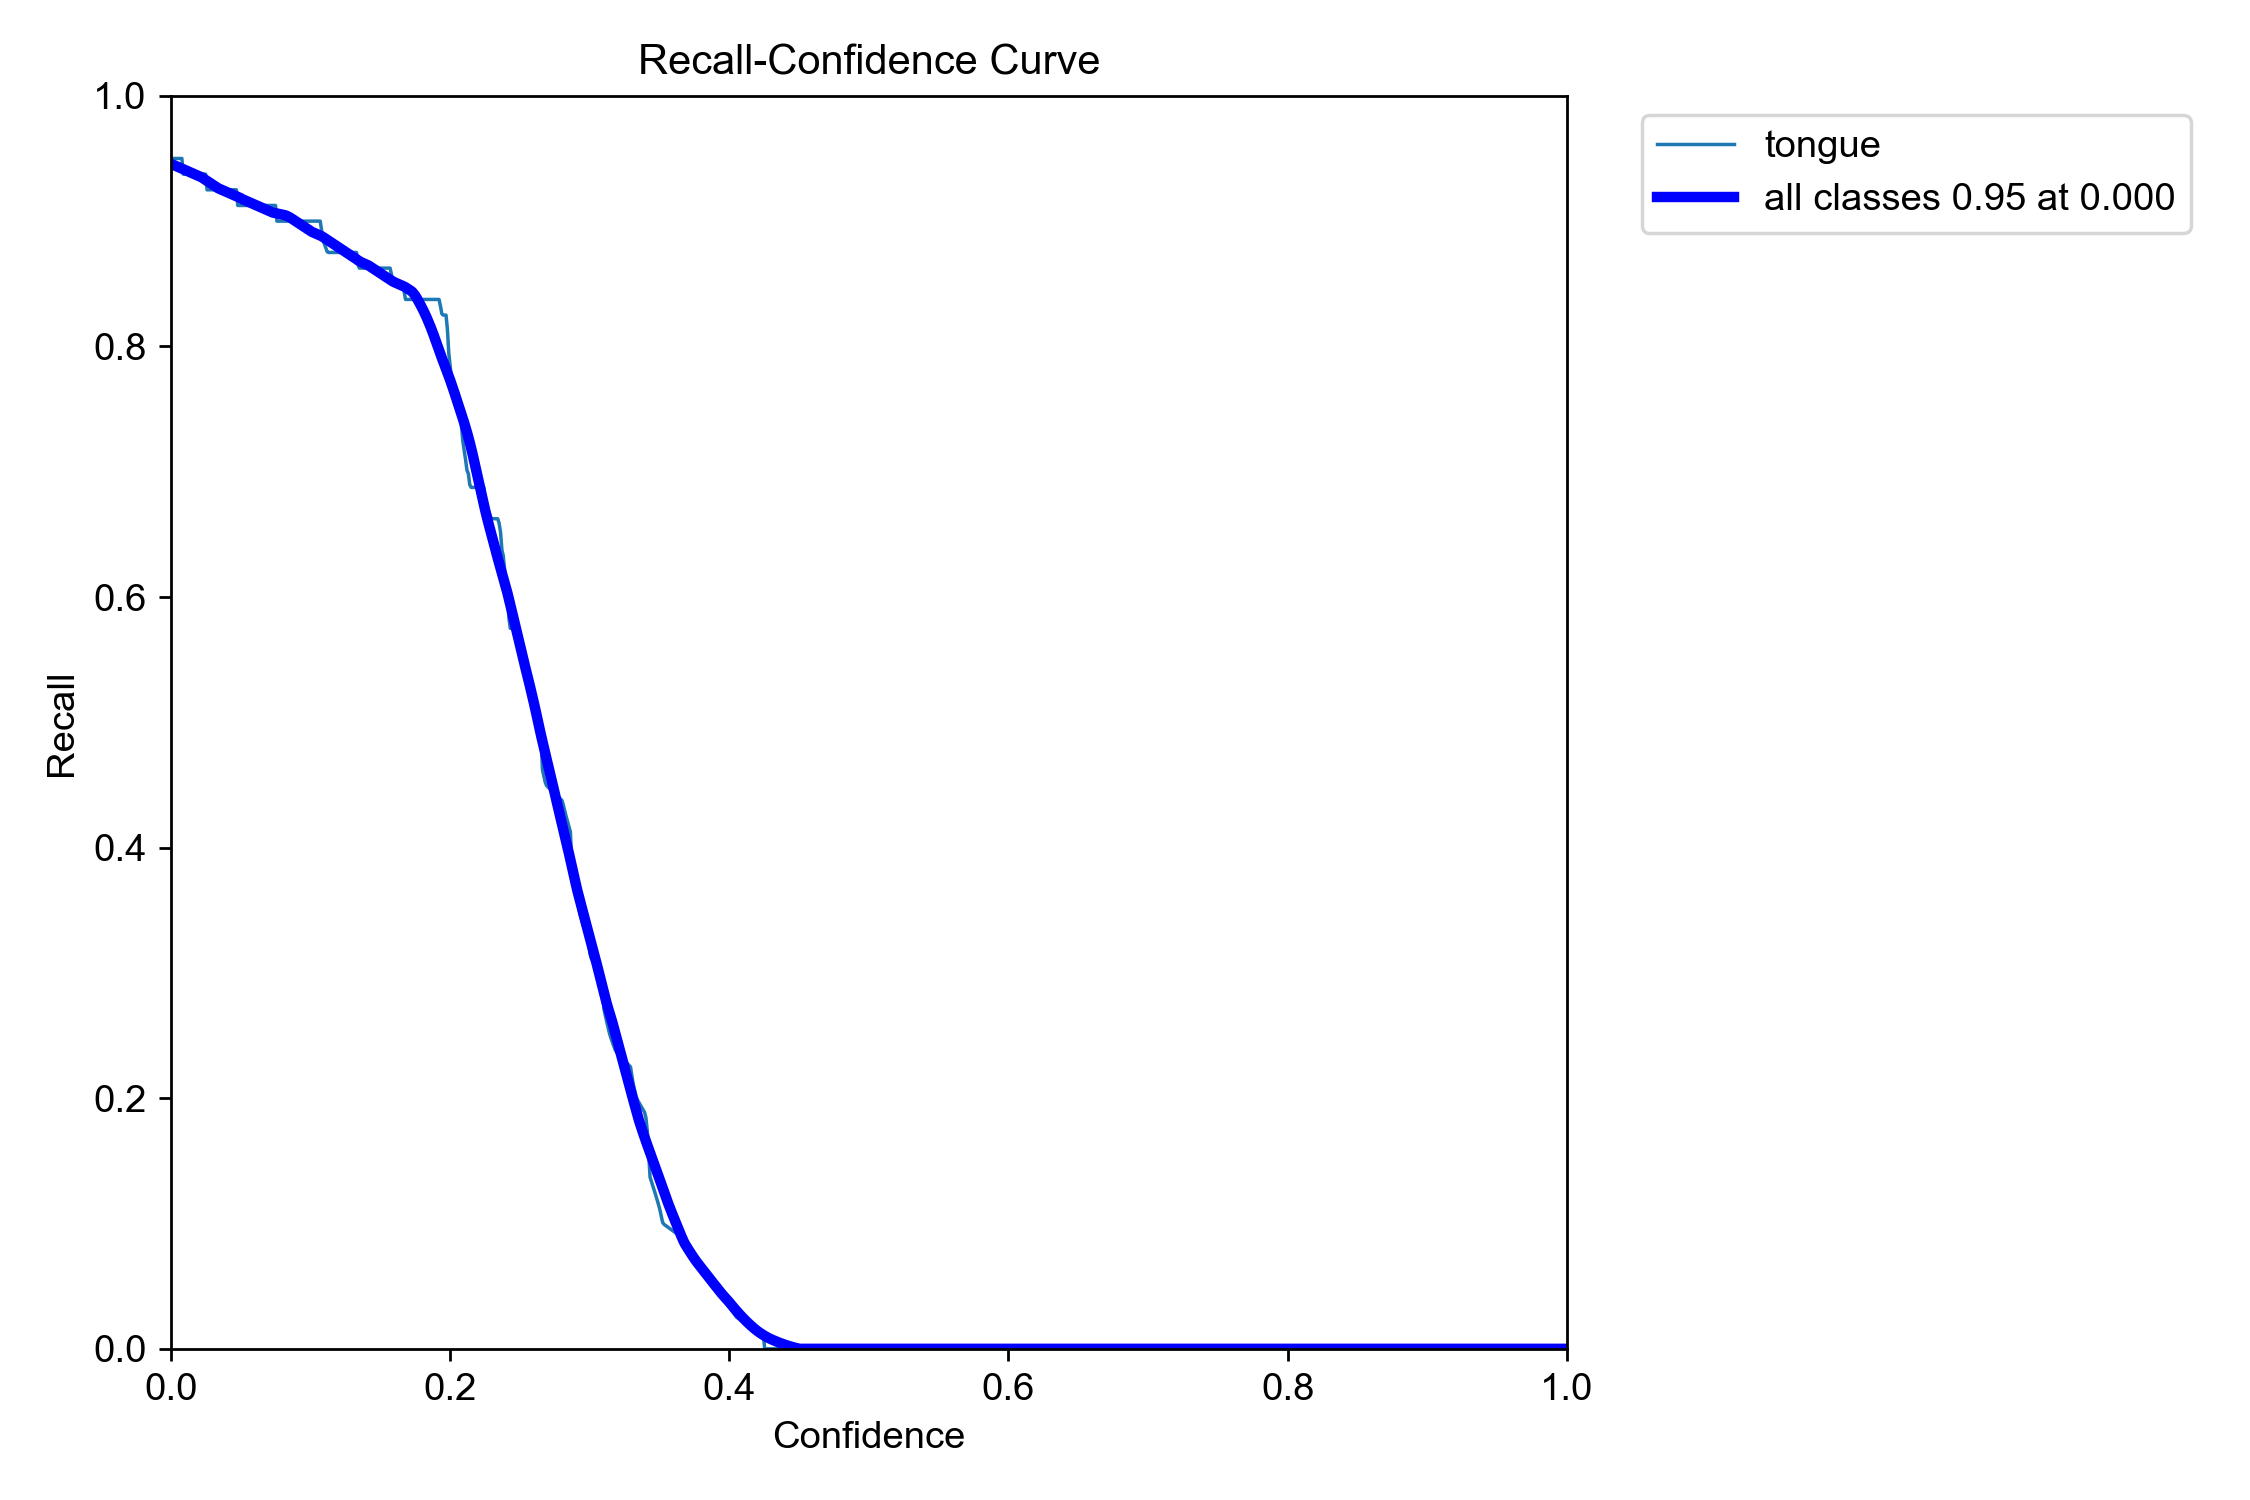 Recall-Confidence Curve
1.0
0.8
0.6
0.4
0.2
0.0
Recall
0.0 0.2 0.4 0.6 0.8 1.0
Confidence
tongue
all classes 0.95 at 0.000